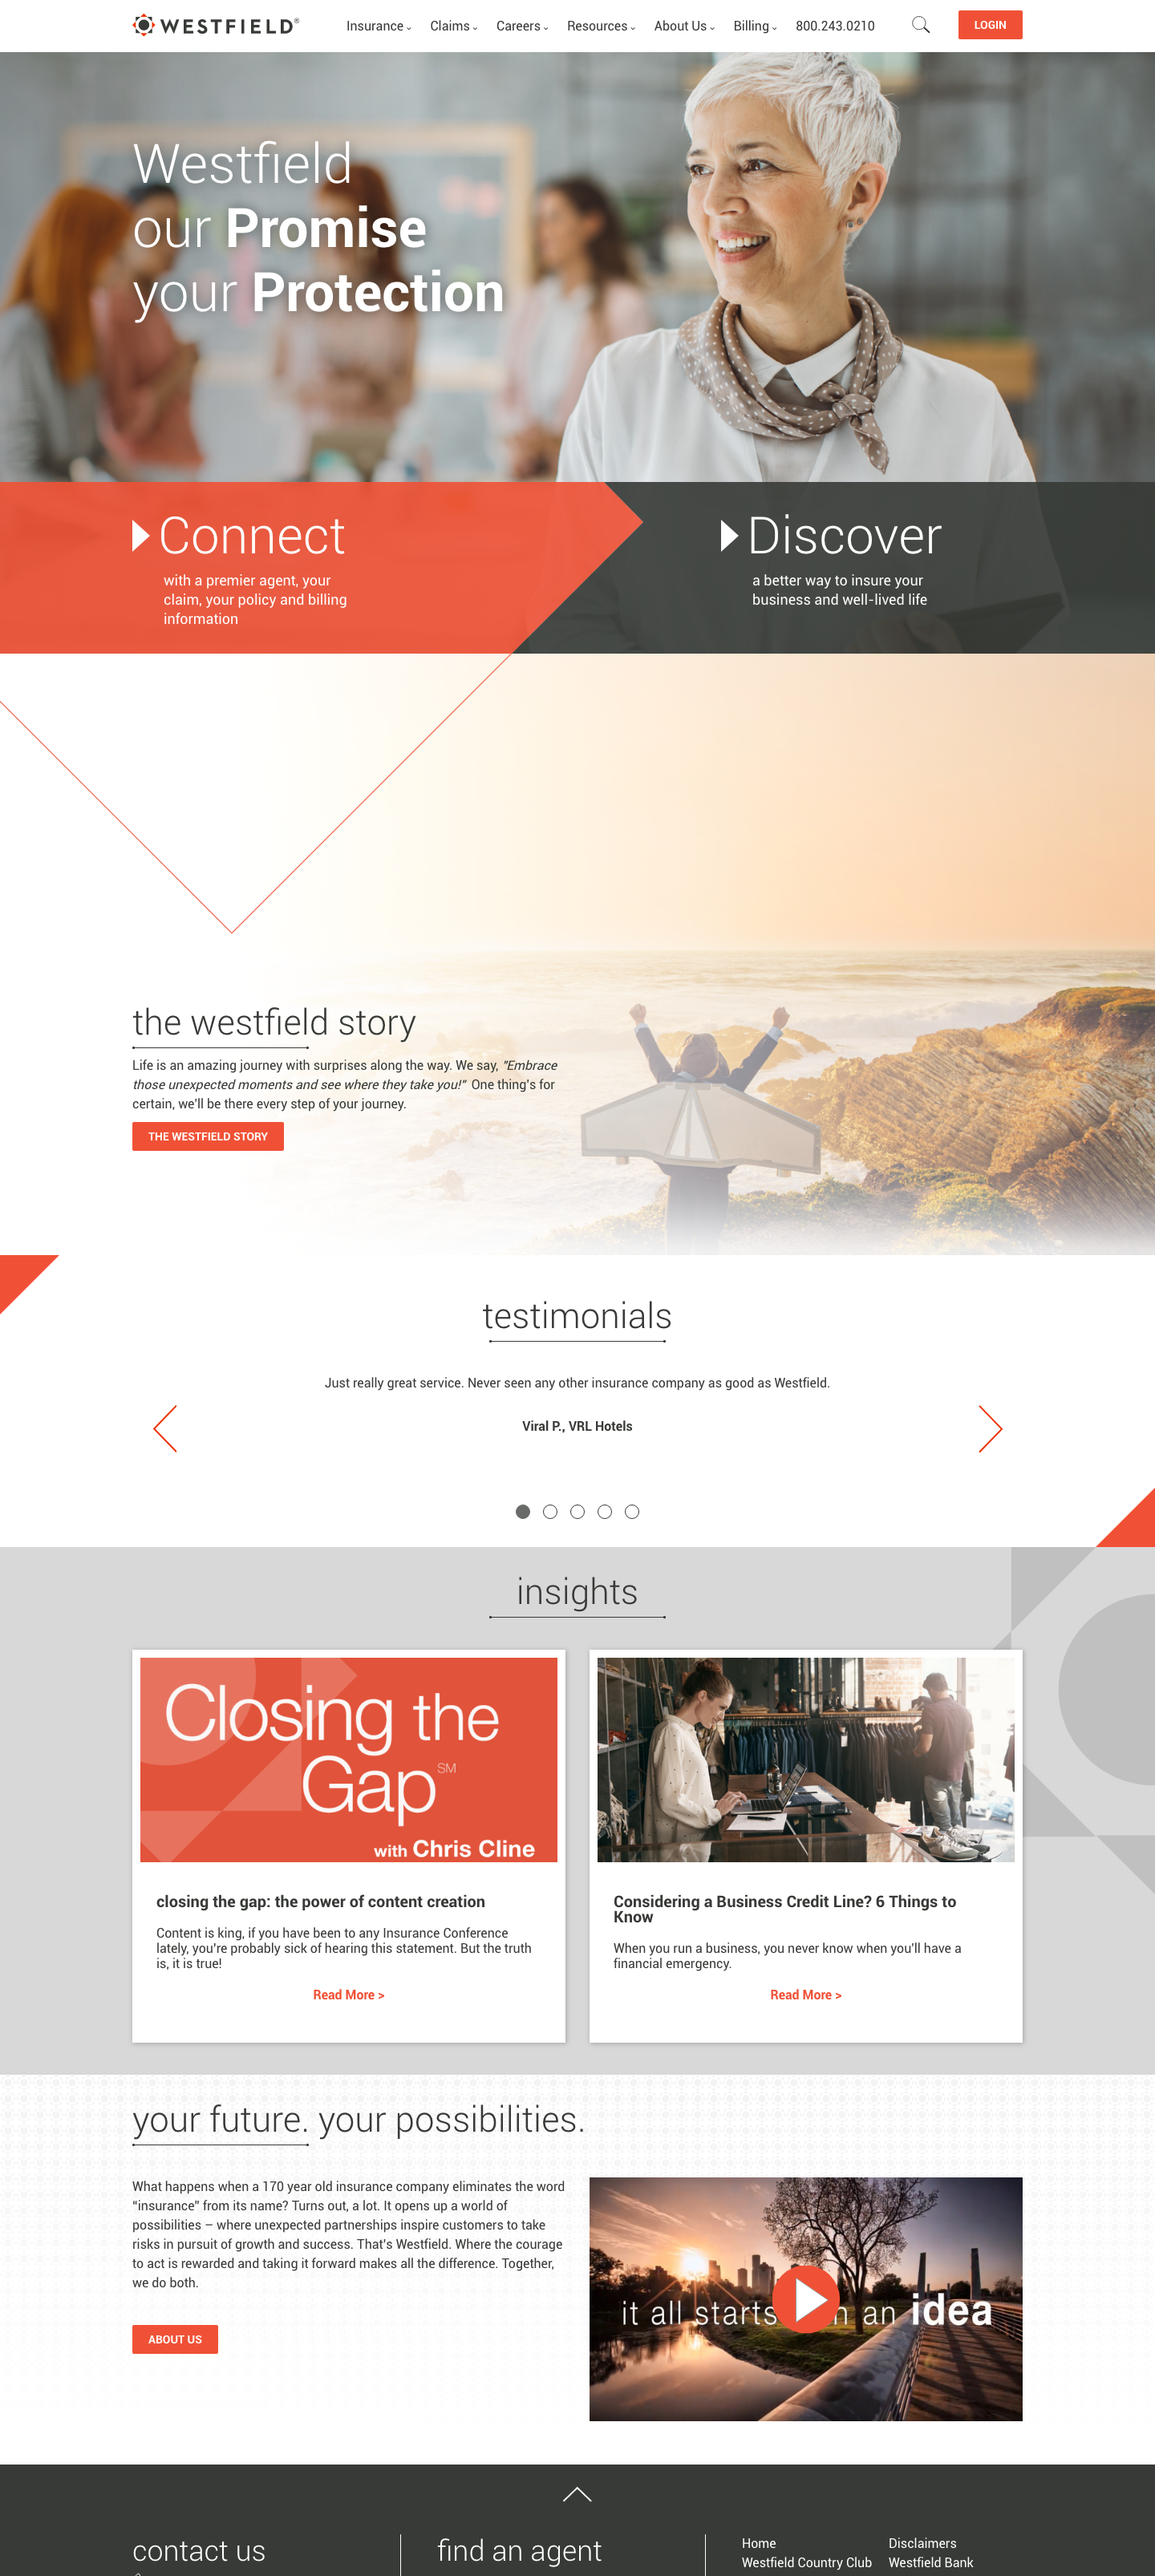 WESTFIELD®
Insurance Claims Careers Resources About Us Billing 800.243.0210 LOGIN
Westfield
our Promise
your Protection
Connect
with a premier agent, your
claim, your policy and billing
information
Discover
a better way to insure your
business and well-lived life
the westfield story
Life is an amazing journey with surprises along the way. We say, "Embrace
those unexpected moments and see where they take you!" One thing's for
certain, we'll be there every step of your journey.
THE WESTFIELD STORY
testimonials
Just really great service. Never seen any other insurance company as good as Westfield.
Viral P., VRL Hotels
insights
Closing the
Gap SM
with Chris Cline
closing the gap: the power of content creation
Content is king, if you have been to any Insurance Conference
lately, you're probably sick of hearing this statement. But the truth
is, it is true!
Read More >
Considering a Business Credit Line? 6 Things to
Know
When you run a business, you never know when you'll have a
financial emergency.
Read More >
your future. your possibilities.
What happens when a 170 year old insurance company eliminates the word
“insurance” from its name? Turns out, a lot. It opens up a world of
possibilities – where unexpected partnerships inspire customers to take
risks in pursuit of growth and success. That's Westfield. Where the courage
to act is rewarded and taking it forward makes all the difference. Together,
we do both.
ABOUT US
it all starts an idea
contact us
find an agent
Home
Westfield Country Club
Disclaimers
Westfield Bank